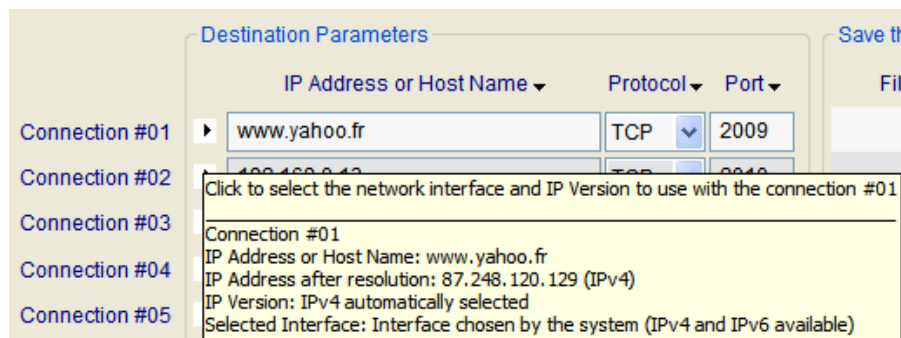 Destination Parameters
Save th
IP Address or Host Name
Protocol
Port
Fil
Connection #01
www.yahoo.fr
TCP
2009
Connection #02
Click to select the network interface and IP Version to use with the connection #01
Connection #03
Connection #01
IP Address or Host Name: www.yahoo.fr
Connection #04
IP Address after resolution: 87.248.120.129 (IPv4)
IP Version: IPv4 automatically selected
Connection #05
Selected Interface: Interface chosen by the system (IPv4 and IPv6 available)